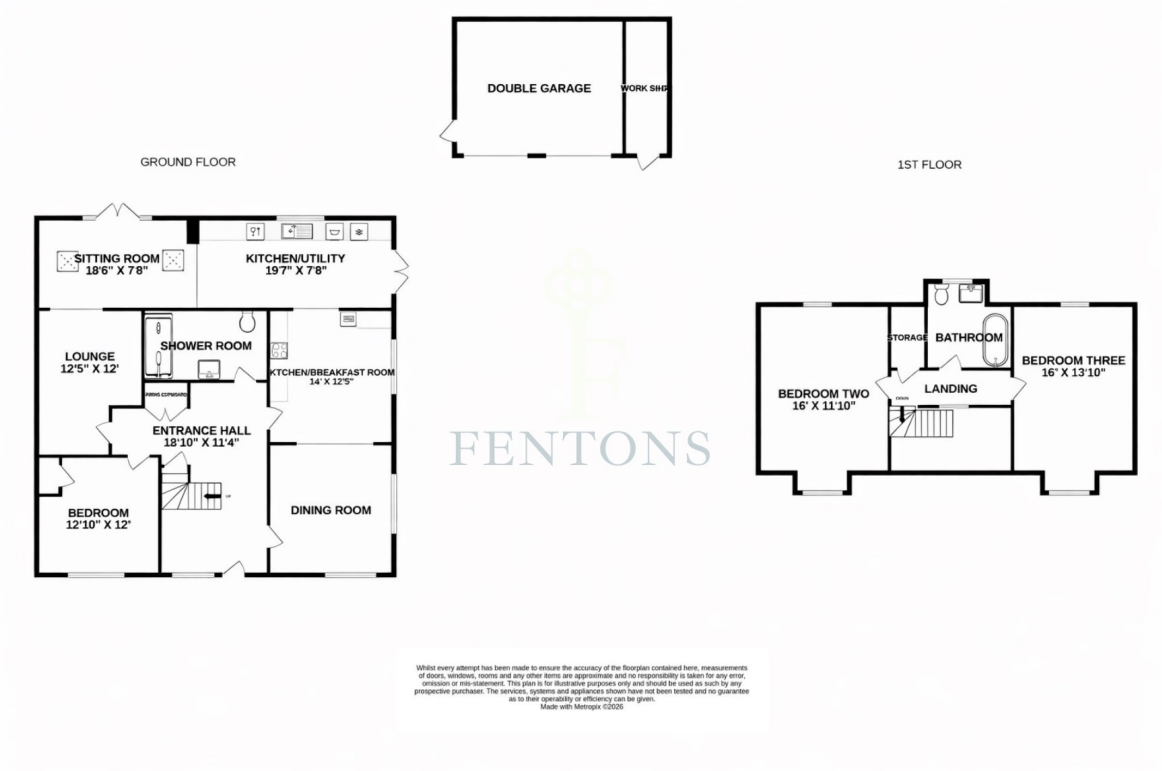 DOUBLE GARAGE
WORK
GROUND FLOOR
1ST FLOOR
SITTING ROOM
18'6" X 7'8"
KITCHEN/UTILITY
19'7" X 7'8"
LOUNGE
12'5" X 12'
SHOWER ROOM
KTCHEN/BBEAKFAST ROOM
14' X 12'5"
ENTRANCE HALL
18'10" X 11'4"
UP
BEDROOM
12'10" X 12'
DINING ROOM
STORAGE
BATHROOM
BEDROOM THREE
16' X 13'10"
BEDROOM TWO
16' X 11'10"
LANDING
DOWN
FENTONS
Whilst every attempt has been made to ensure the accuracy of the floorplan contained here, measurements
of doors, windows, rooms and any other items are approximate and no responsibility is taken for any error,
omission or mis-statement. This plan is for illustrative purposes only and should be used as such by any
prospective purchaser. The services, systems and appliances shown have not been tested and no guarantee
as to their operability or efficiency can be given.
Made with Metropix ©2026